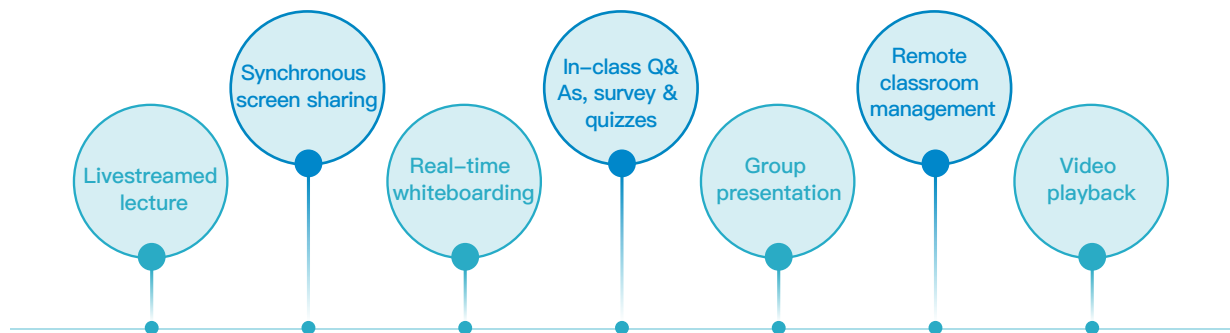 Livestreamed
lecture
Synchronous
screen sharing
Real-time
whiteboarding
In-class Q&
As, survey &
quizzes
Group
presentation
Remote
classroom
management
Video
playback